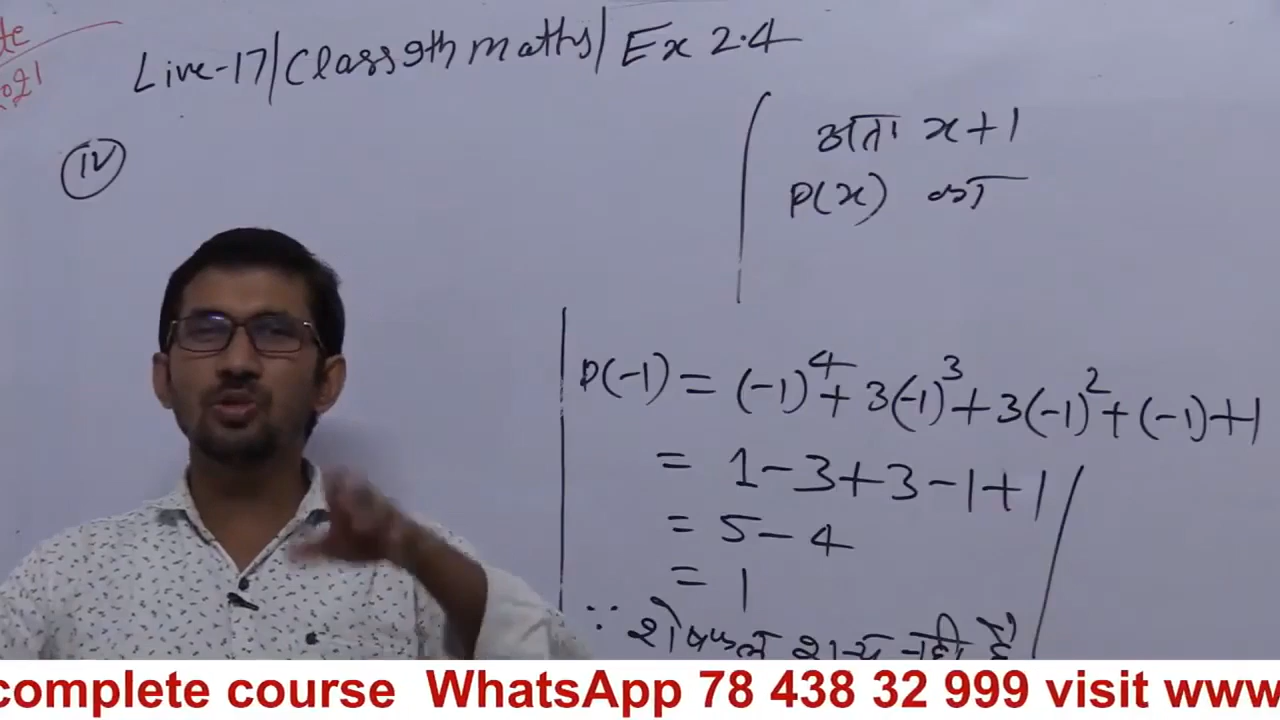 Live-17/Class 9th maths/Ex 2.4
IV
अतः x+1
P(x) का
P(-1) = (-1)^4 + 3(-1)^3 + 3(-1)^2 + (-1) + 1
= 1-3+3-1+1
= 5-4
= 1
∵ शेषफल शून्य नहीं है
complete course WhatsApp 78 438 32 999 visit www